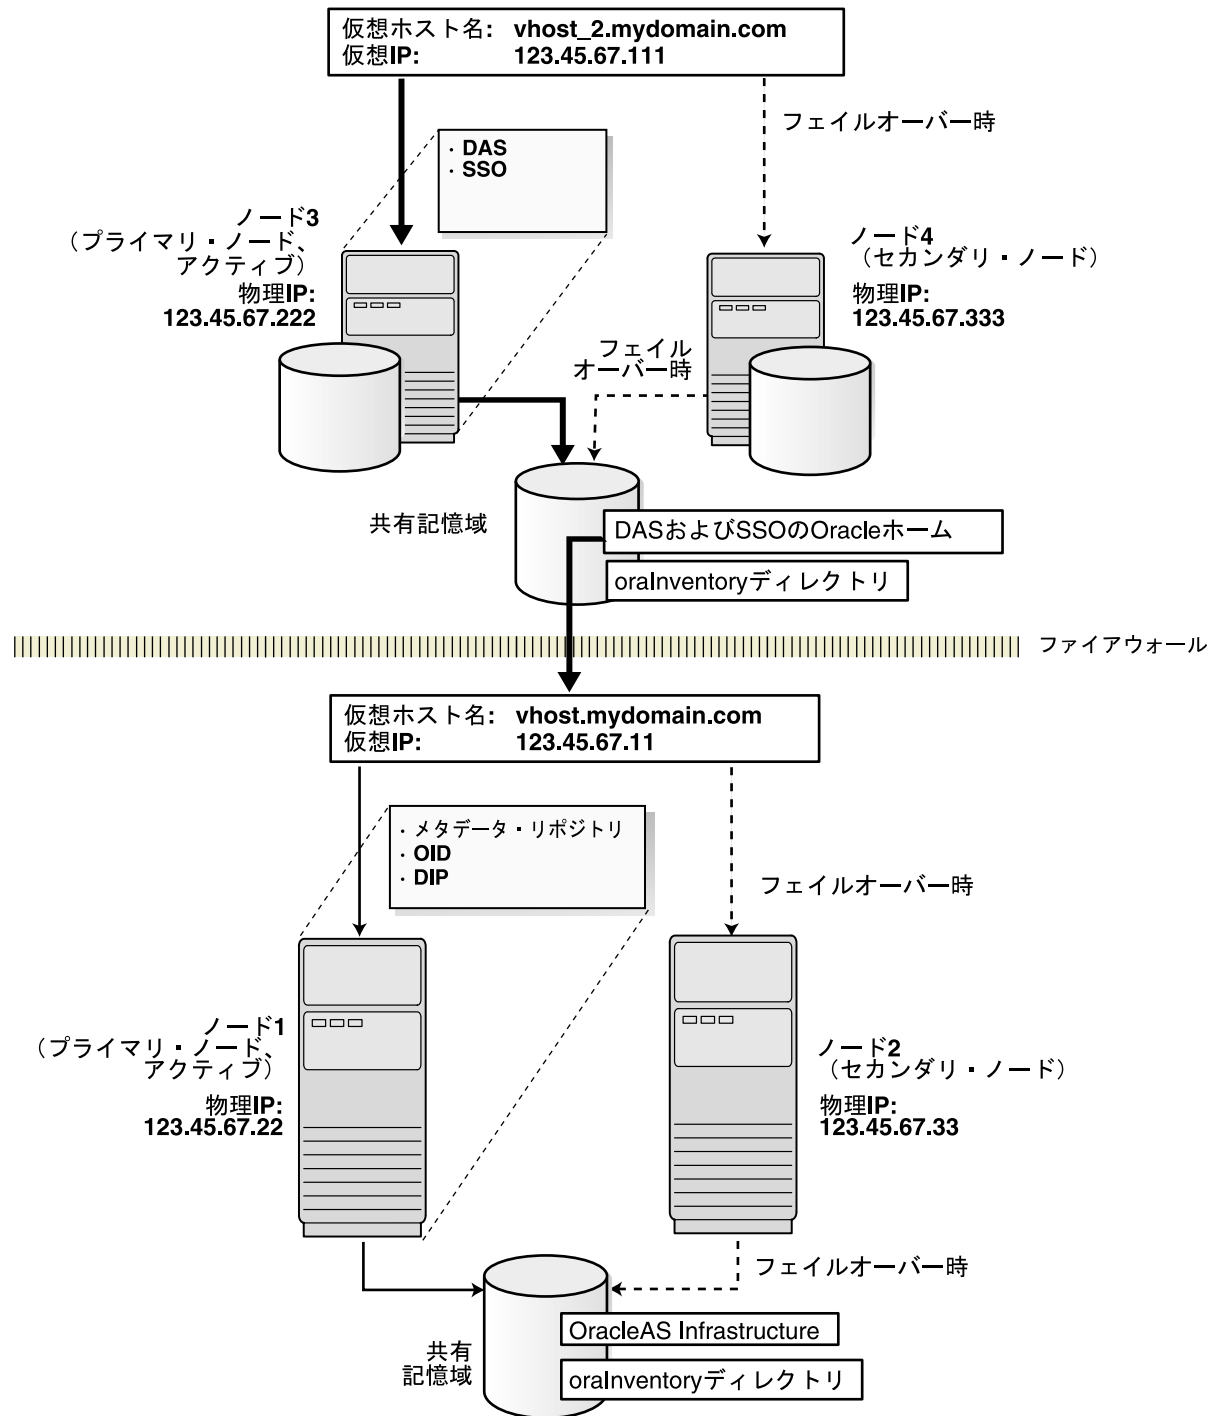 仮想ホスト名: vhost_2.mydomain.com
仮想IP: 123.45.67.111
フェイルオーバー時
・DAS
・SSO
ノード3
（プライマリ・ノード、
アクティブ）
物理IP:
123.45.67.222
ノード4
（セカンダリ・ノード）
物理IP:
123.45.67.333
フェイル
オーバー時
共有記憶域
DASおよびSSOのOracleホーム
oraInventoryディレクトリ
ファイアウォール
仮想ホスト名: vhost.mydomain.com
仮想IP: 123.45.67.11
・メタデータ・リポジトリ
・OID
・DIP
フェイルオーバー時
ノード1
（プライマリ・ノード、
アクティブ）
物理IP:
123.45.67.22
ノード2
（セカンダリ・ノード）
物理IP:
123.45.67.33
フェイルオーバー時
共有
記憶域
OracleAS Infrastructure
oraInventoryディレクトリ